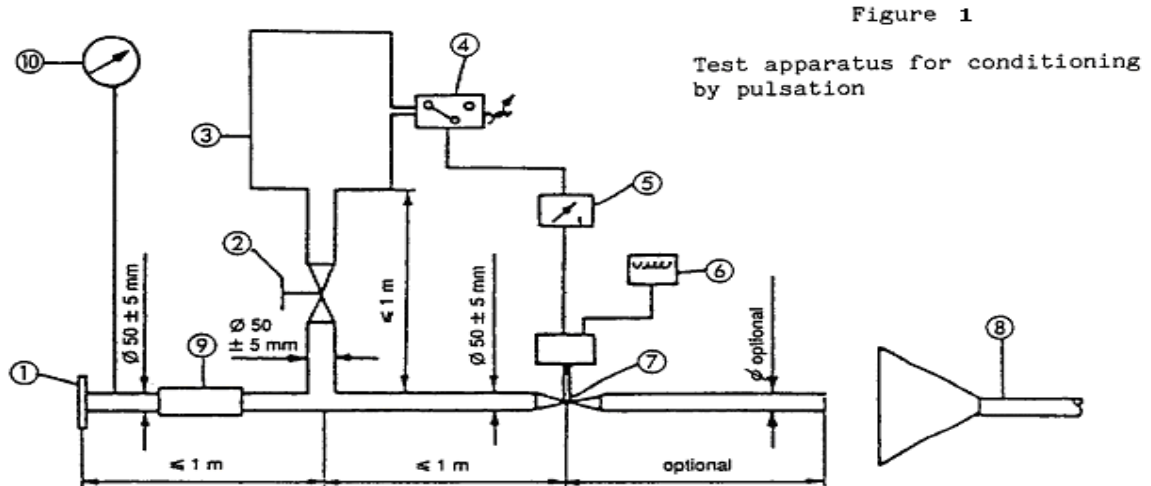 Figure 1
Test apparatus for conditioning
by pulsation
10
4
3
5
2
6
Ø 50 ± 5 mm
Ø 50
± 5 mm
≤ 1 m
Ø 50 ± 5 mm
Ø optional
1
9
7
8
≤ 1 m
≤ 1 m
optional